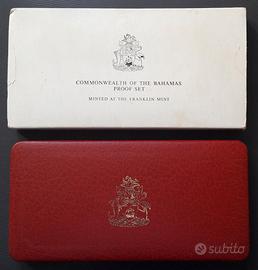 COMMONWEALTH OF THE BAHAMAS
PROOF SET
MINTED AT THE FRANKLIN MINT
subito